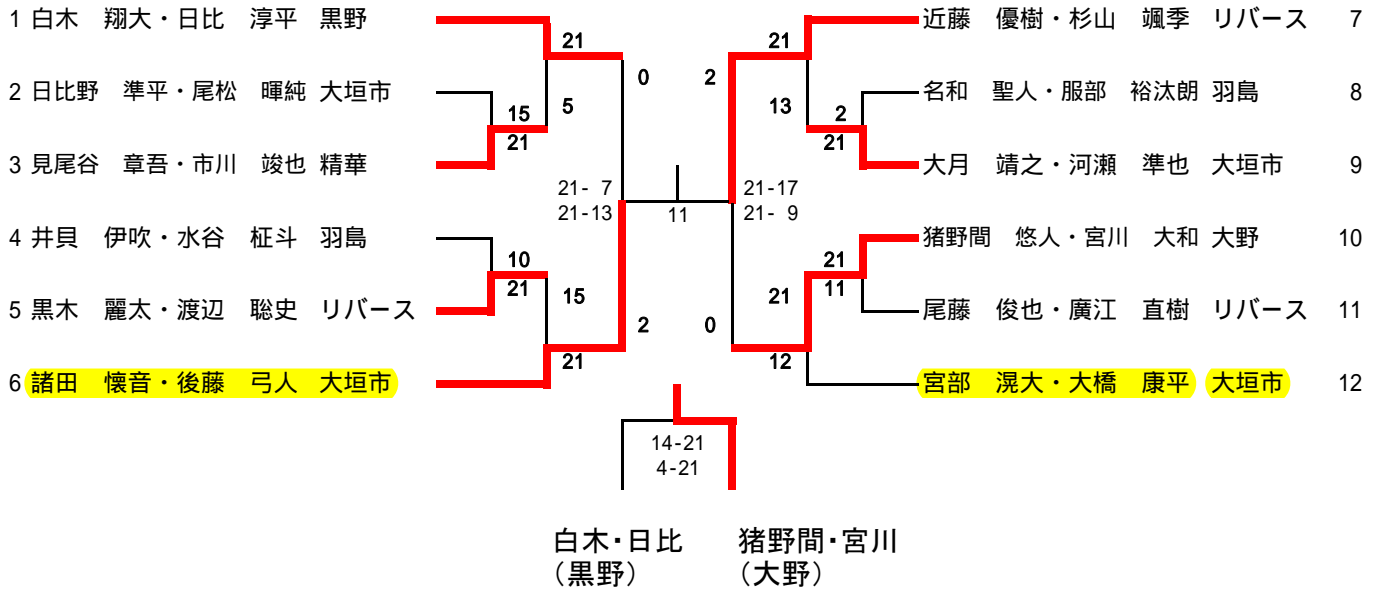 1 白木　翔大・日比　淳平 黒野
21
21
近藤　優樹・杉山　颯季　リバース 7
0
2
2 日比野　準平・尾松　暉純 大垣市
15
5
13
2
名和　聖人・服部　裕汰朗 羽島 8
21
21
3 見尾谷　章吾・市川　竣也 精華
大月　靖之・河瀬　準也　大垣市 9
21- 7
21-17
21-13
11
21- 9
4 井貝　伊吹・水谷　柾斗 羽島
猪野間　悠人・宮川　大和 大野 10
10
21
21
15
21
11
5 黒木　麗太・渡辺　聡史　リバース
尾藤　俊也・廣江　直樹　リバース 11
2
0
21
12
6 諸田　懐音・後藤　弓人　大垣市
宮部　滉大・大橋　康平　大垣市 12
14-21
4-21
白木・日比　猪野間・宮川
（黒野）　（大野）